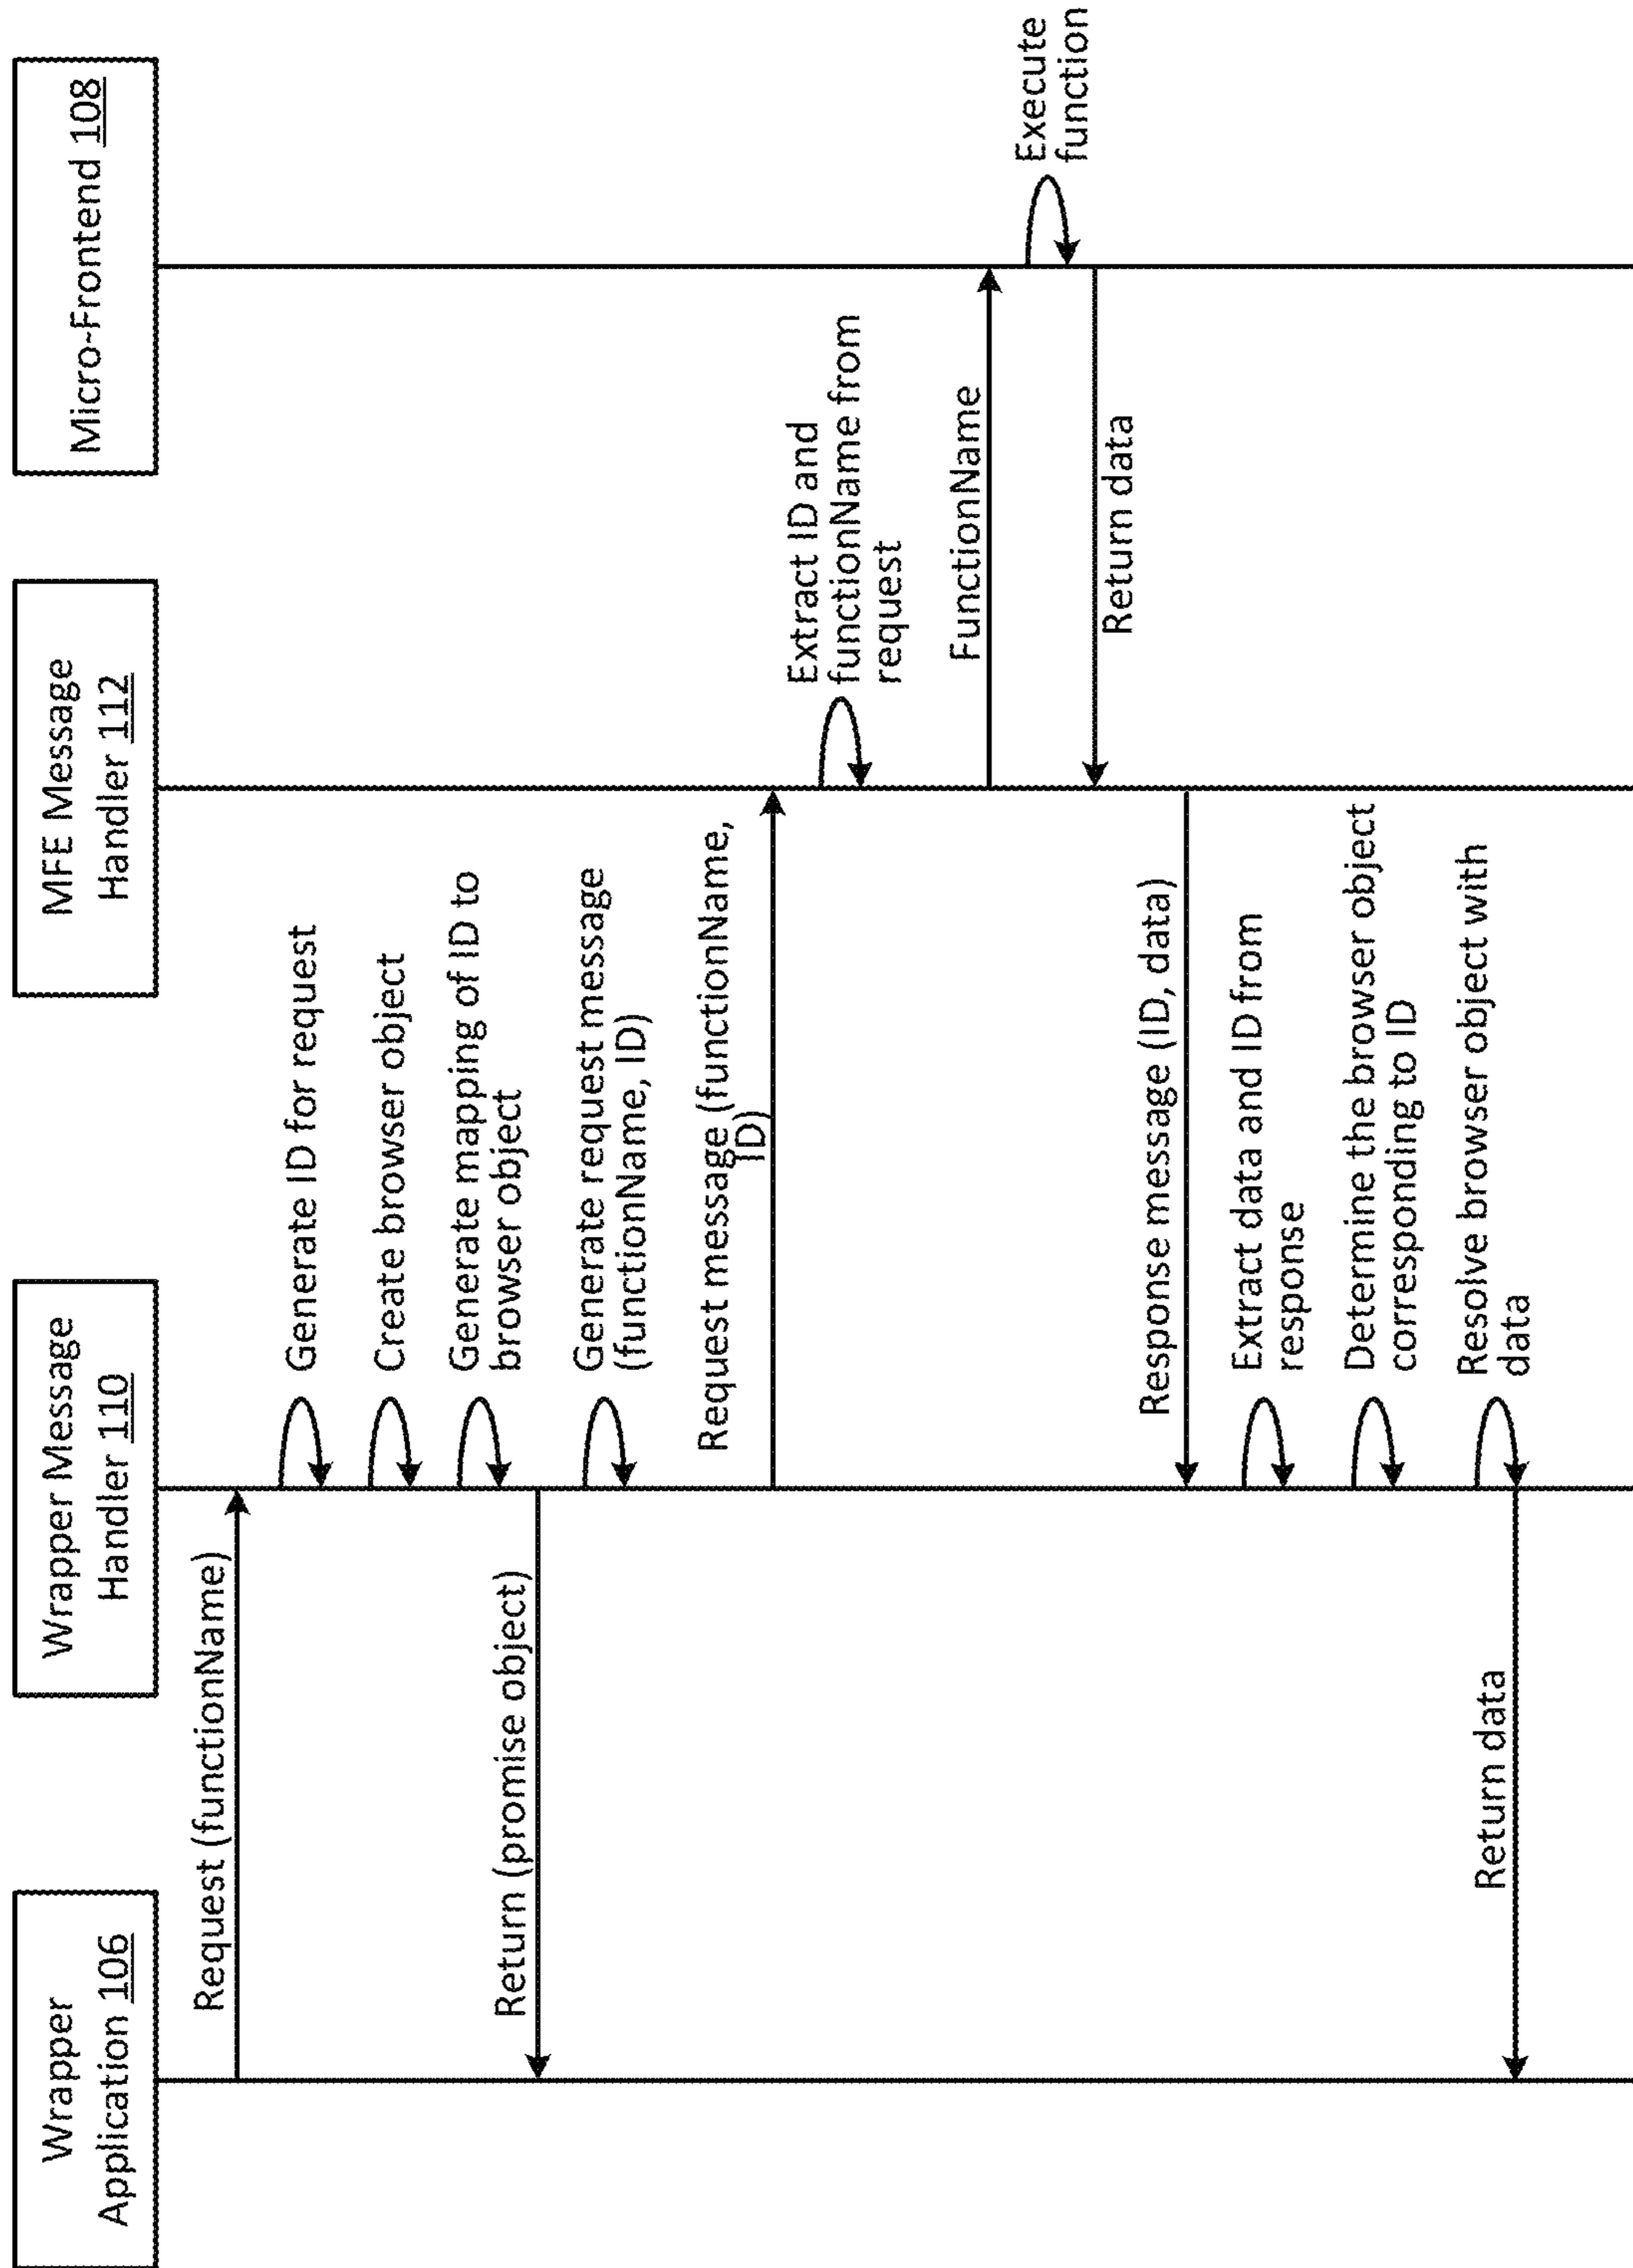 Wrapper
Application 106
Wrapper Message
Handler 110
MFE Message
Handler 112
Micro-Frontend 108
Request (functionName)
Generate ID for request
Create browser object
Generate mapping of ID to
browser object
Return (promise object)
Generate request message
(functionName, ID)
Request message (functionName,
ID)
Extract ID and
functionName from
request
FunctionName
Execute
function
Return data
Response message (ID, data)
Extract data and ID from
response
Determine the browser object
corresponding to ID
Resolve browser object with
data
Return data